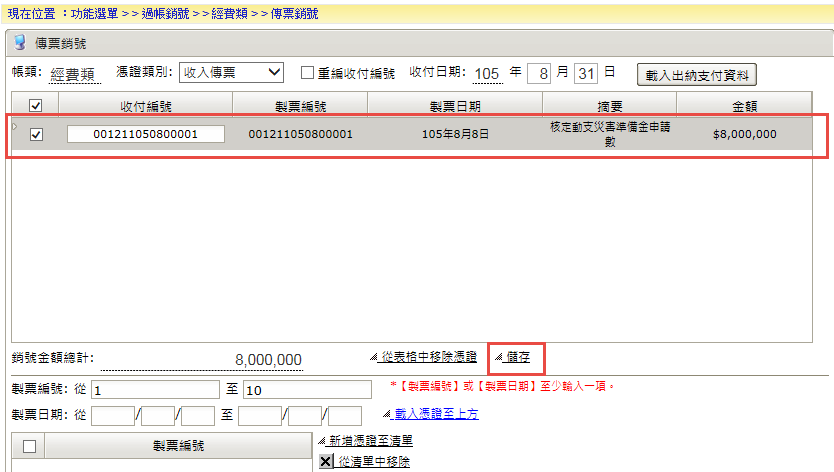 現在位置 ：功能選單>>過帳銷號>>經費類>>傳票銷號
傳票銷號
帳類: 經費類 憑證類別: 收入傳票 重編收付編號 收付日期: 105 年 8 月 31 日 載入出納支付資料
收付編號 製票編號 製票日期 摘要 金額
001211050800001 001211050800001 105年8月8日 核定動支災害準備金申請數 $8,000,000
銷號金額總計: 8,000,000 從表格中移除憑證 儲存
製票編號: 從 1 至 10 *【製票編號】或【製票日期】至少輸入一項。
製票日期: 從 / / 至 / / 載入憑證至上方
製票編號 新增憑證至清單
從清單中移除